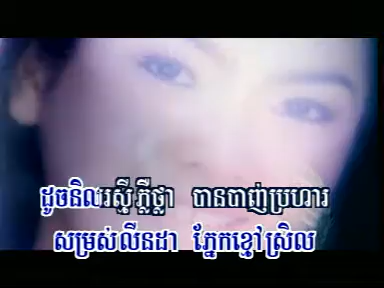 ដូចនិលរស្មីភ្លឺថ្លា បានបាញ់ប្រហារ
សម្រស់លីនដា ភ្នែកខ្មៅស្រិល